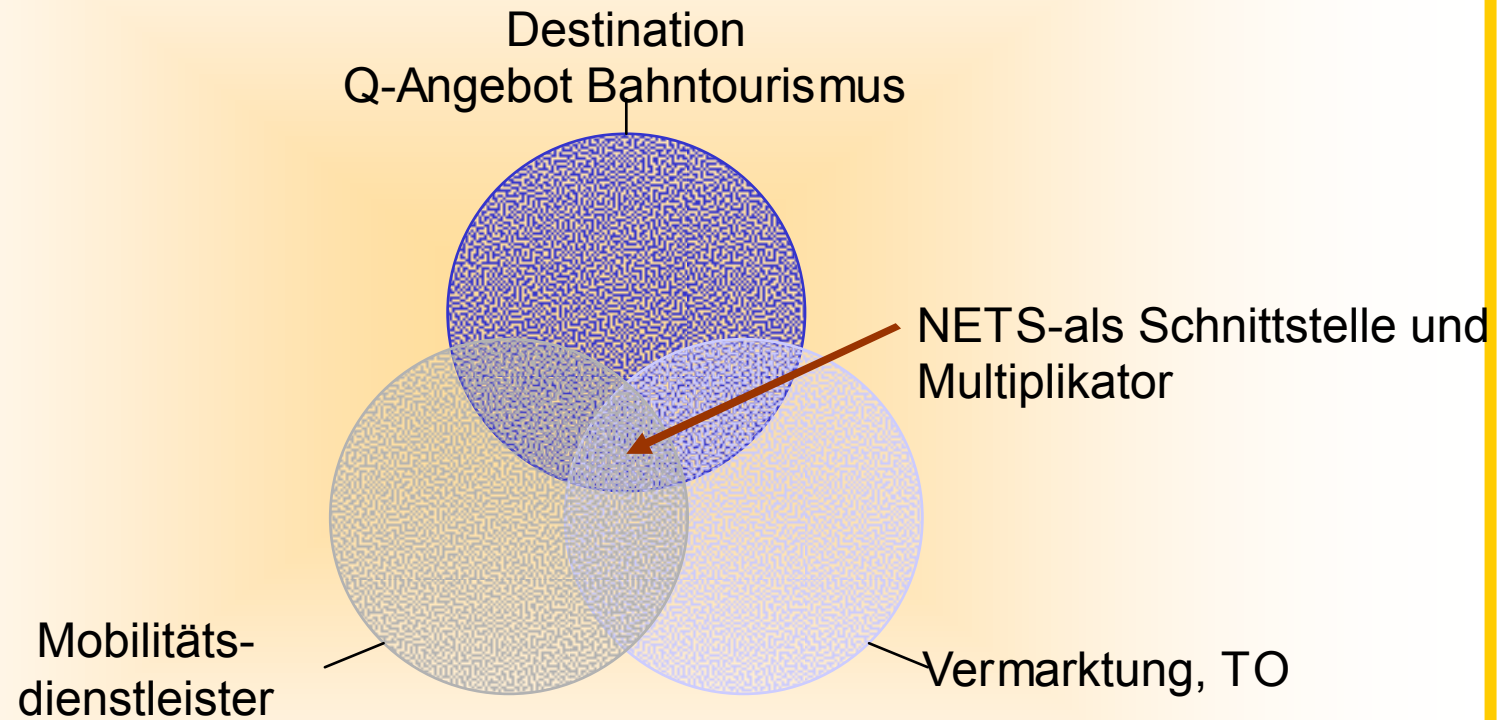 Destination
Q-Angebot Bahntourismus
NETS-als Schnittstelle und
Multiplikator
Mobilitäts-
dienstleister
Vermarktung, TO